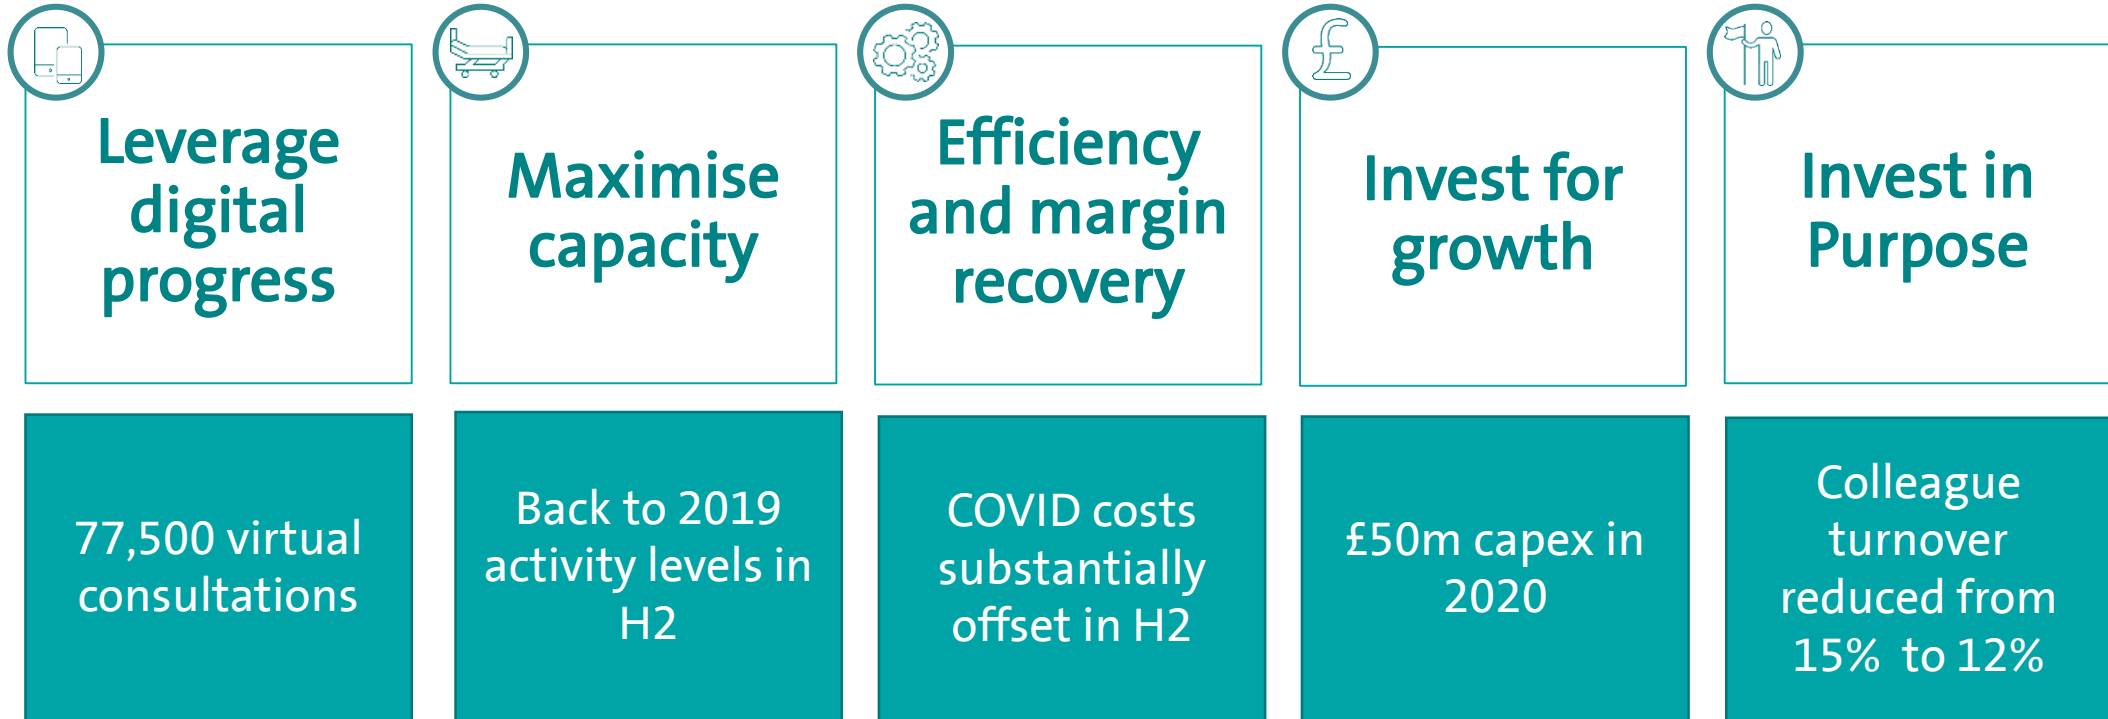 Leverage
digital
progress
Maximise
capacity
Efficiency
and margin
recovery
£
Invest for
growth
Invest in
Purpose
77,500 virtual
consultations
Back to 2019
activity levels in
H2
COVID costs
substantially
offset in H2
£50m capex in
2020
Colleague
turnover
reduced from
15% to 12%